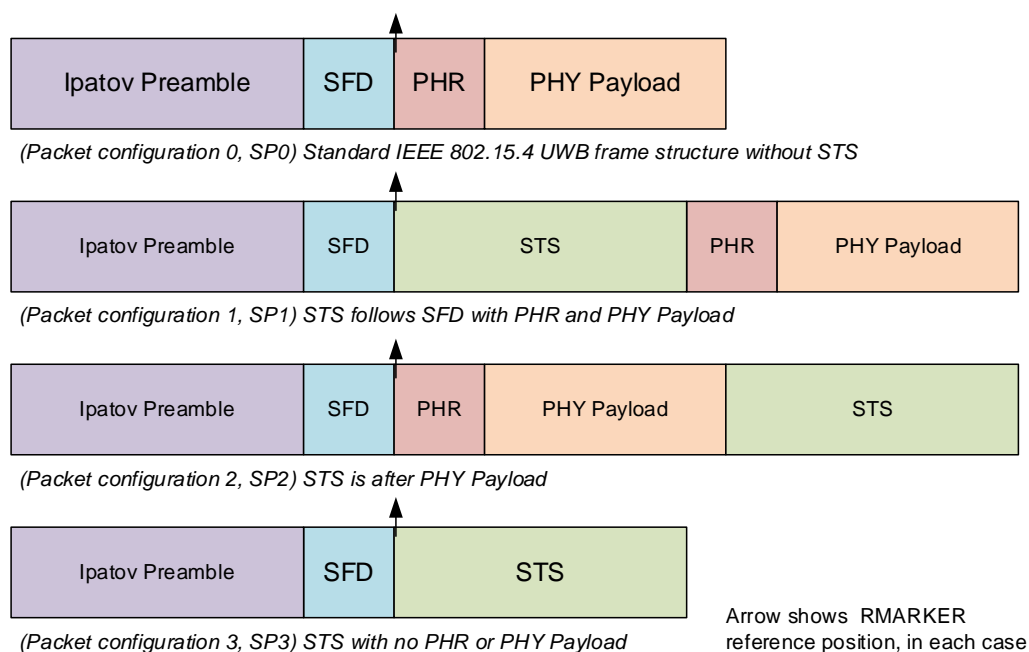 Ipatov Preamble SFD PHR PHY Payload
(Packet configuration 0, SP0) Standard IEEE 802.15.4 UWB frame structure without STS
Ipatov Preamble SFD STS PHR PHY Payload
(Packet configuration 1, SP1) STS follows SFD with PHR and PHY Payload
Ipatov Preamble SFD PHR PHY Payload STS
(Packet configuration 2, SP2) STS is after PHY Payload
Ipatov Preamble SFD STS
(Packet configuration 3, SP3) STS with no PHR or PHY Payload
Arrow shows RMARKER
reference position, in each case